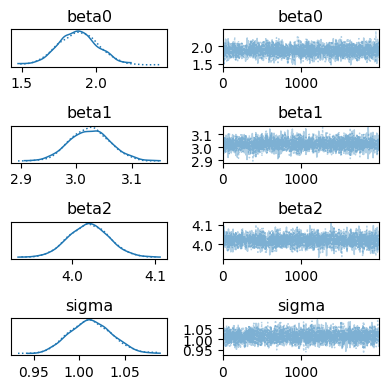 beta0 beta0
2.0
1.5
1.5 2.0 0 1000
beta1 beta1
3.1
3.0
2.9
2.9 3.0 3.1 0 1000
beta2 beta2
4.1
4.0
4.0 4.1 0 1000
sigma sigma
1.05
1.00
0.95
0.95 1.00 1.05 0 1000